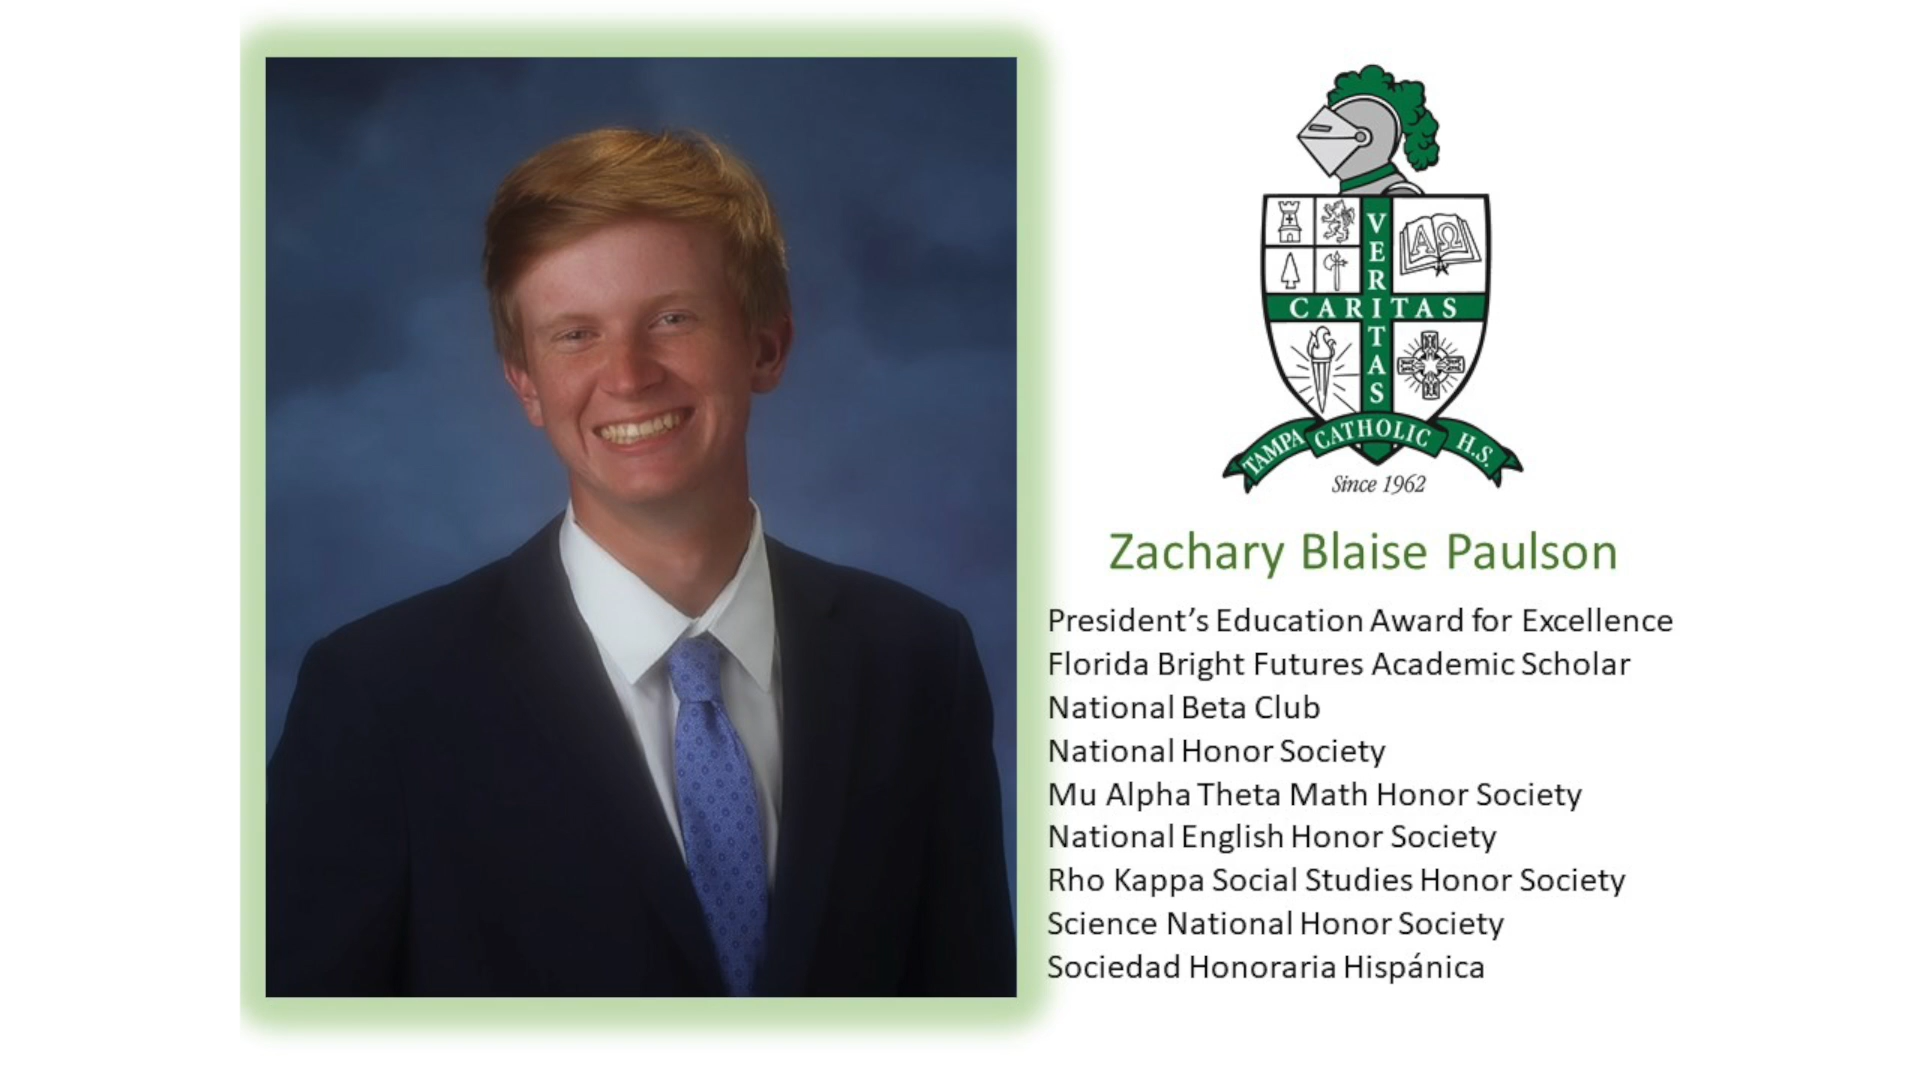 VERITAS
CARITAS
ΑΩ
TAMPA CATHOLIC H.S.
Since 1962
Zachary Blaise Paulson
President’s Education Award for Excellence
Florida Bright Futures Academic Scholar
National Beta Club
National Honor Society
Mu Alpha Theta Math Honor Society
National English Honor Society
Rho Kappa Social Studies Honor Society
Science National Honor Society
Sociedad Honoraria Hispánica